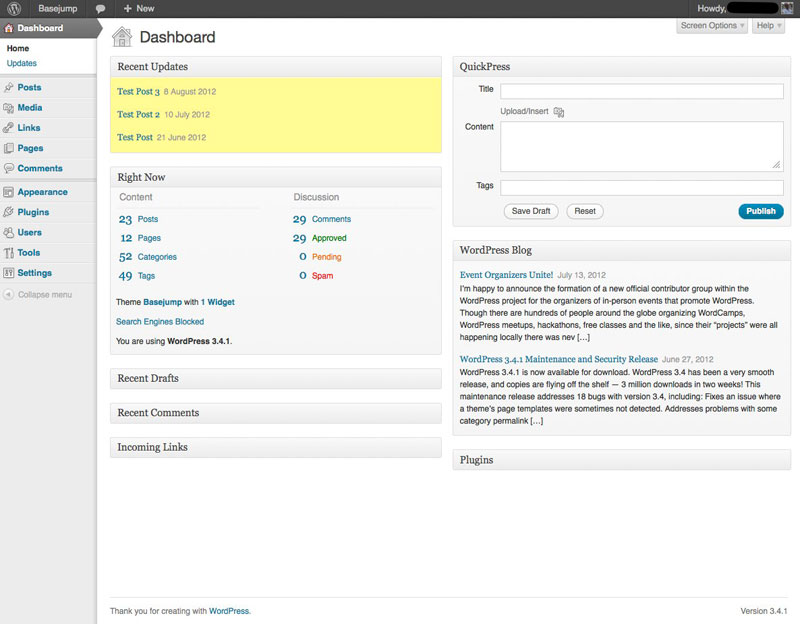 Basejump
New
Howdy,
Screen Options
Help
Dashboard
Home
Updates
Posts
Media
Links
Pages
Comments
Appearance
Plugins
Users
Tools
Settings
Collapse menu
Dashboard
Recent Updates
Test Post 3 8 August 2012
Test Post 2 10 July 2012
Test Post 21 June 2012
Right Now
Content
23 Posts
12 Pages
52 Categories
49 Tags
Discussion
29 Comments
29 Approved
0 Pending
0 Spam
Theme Basejump with 1 Widget
Search Engines Blocked
You are using WordPress 3.4.1.
Recent Drafts
Recent Comments
Incoming Links
QuickPress
Title
Upload/Insert
Content
Tags
Save Draft
Reset
Publish
WordPress Blog
Event Organizers Unite! July 13, 2012
I'm happy to announce the formation of a new official contributor group within the
WordPress project for the organizers of in-person events that promote WordPress.
Though there are hundreds of people around the globe organizing WordCamps,
WordPress meetups, hackathons, free classes and the like, since their "projects" were all
happening locally there was nev [...]
WordPress 3.4.1 Maintenance and Security Release June 27, 2012
WordPress 3.4.1 is now available for download. WordPress 3.4 has been a very smooth
release, and copies are flying off the shelf — 3 million downloads in two weeks! This
maintenance release addresses 18 bugs with version 3.4, including: Fixes an issue where
a theme's page templates were sometimes not detected. Addresses problems with some
category permalink [...]
Plugins
Thank you for creating with WordPress.
Version 3.4.1